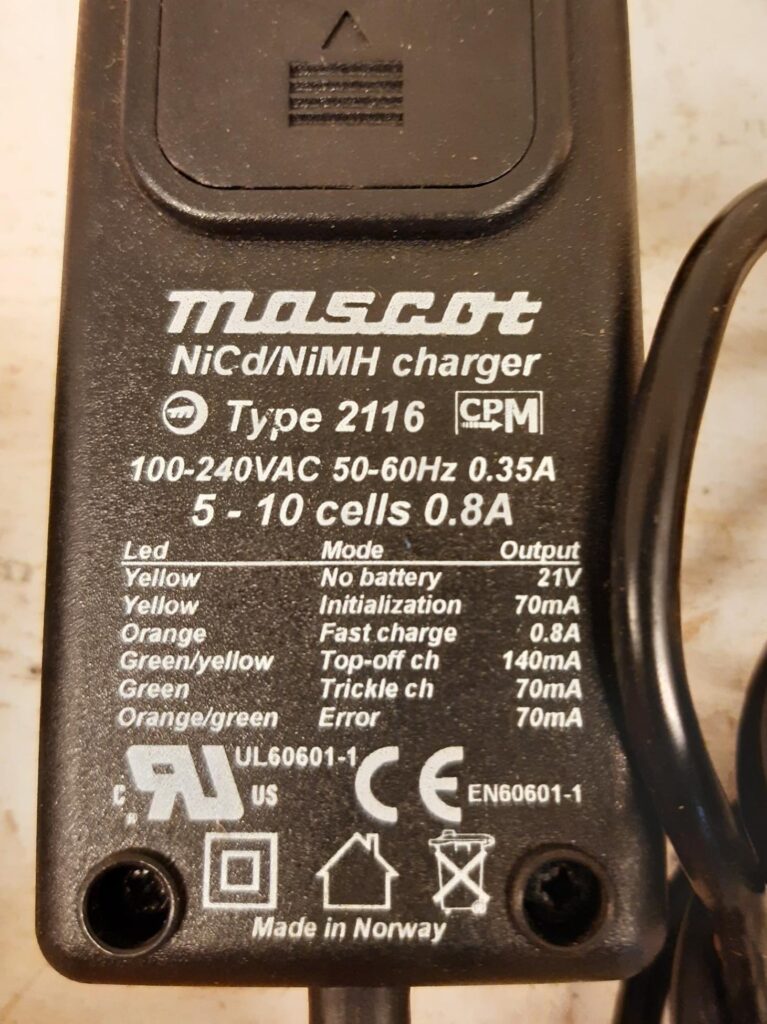 mascot
NiCd/NiMH charger
m Type 2116 CPM
100-240VAC 50-60Hz 0.35A
5 - 10 cells 0.8A
Led Mode Output
Yellow No battery 21V
Yellow Initialization 70mA
Orange Fast charge 0.8A
Green/yellow Top-off ch 140mA
Green Trickle ch 70mA
Orange/green Error 70mA
UL60601-1
C RU US CE EN60601-1
Made in Norway